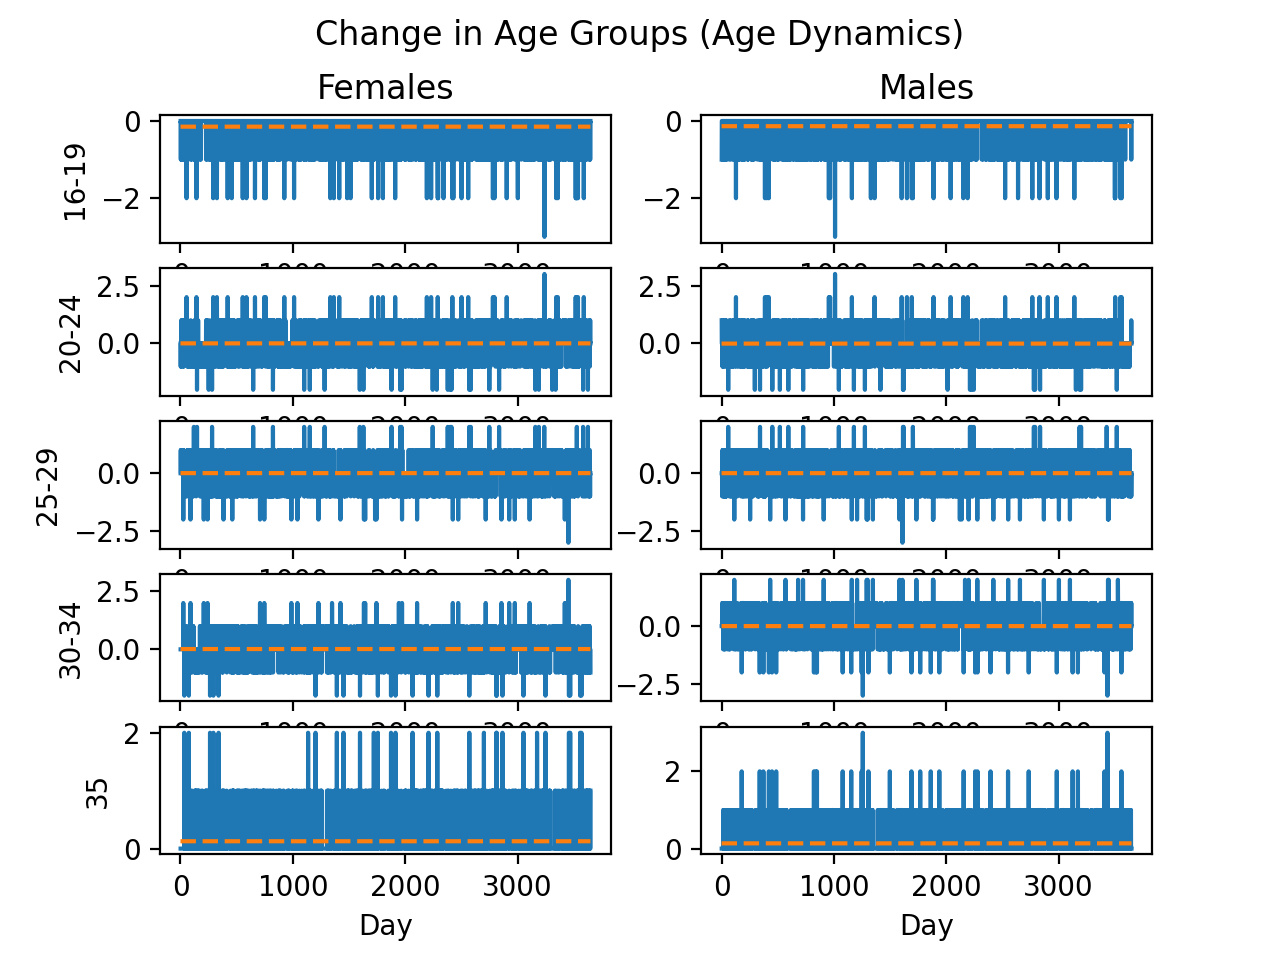 Change in Age Groups (Age Dynamics)
Females Males
16-19 0 −2 0 −2
20-24 2.5 0.0 2.5 0.0
25-29 0.0 −2.5 0.0
30-34 2.5 0.0 0.0 −2.5
35 2 0 2 0
0 1000 2000 3000 0 1000 2000 3000
Day Day